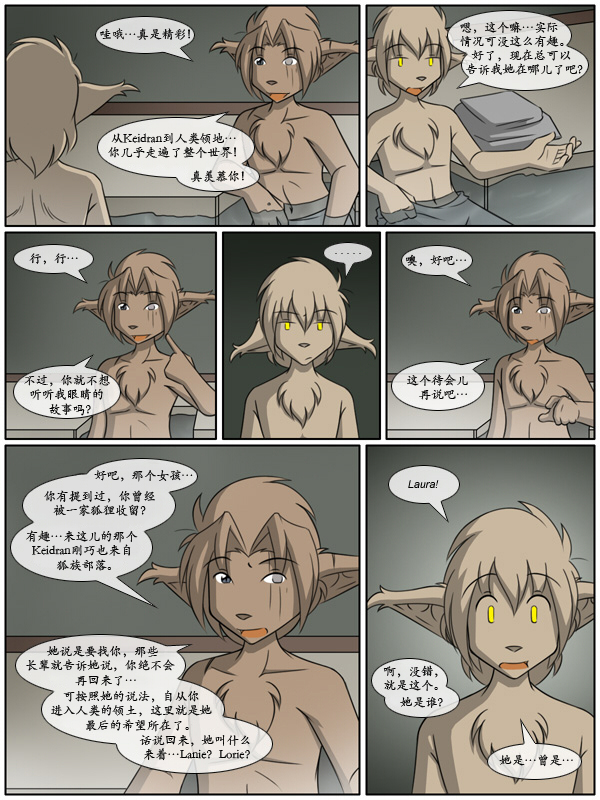 哇哦…真是精彩！
从Keidran到人类领地…
你几乎走遍了整个世界！
真羡慕你！
嗯，这个嘛…实际
情况可没这么有趣。
好了，现在总可以
告诉我她在哪儿了吧？
行，行…
不过，你就不想
听听我眼睛的
故事吗？
.....
噢，好吧…
这个待会儿
再说吧…
好吧，那个女孩…
你有提到过，你曾经
被一家狐狸收留？
有趣…来这儿的那个
Keidran刚巧也来自
狐族部落。
她说是要找你，那些
长辈就告诉她说，你绝不会
再回来了…
可按照她的说法，自从你
进入人类的领土，这里就是她
最后的希望所在了。
话说回来，她叫什么
来着…Lanie？Lorie？
Laura!
啊，没错，
就是这个。
她是谁？
她是…曾是…